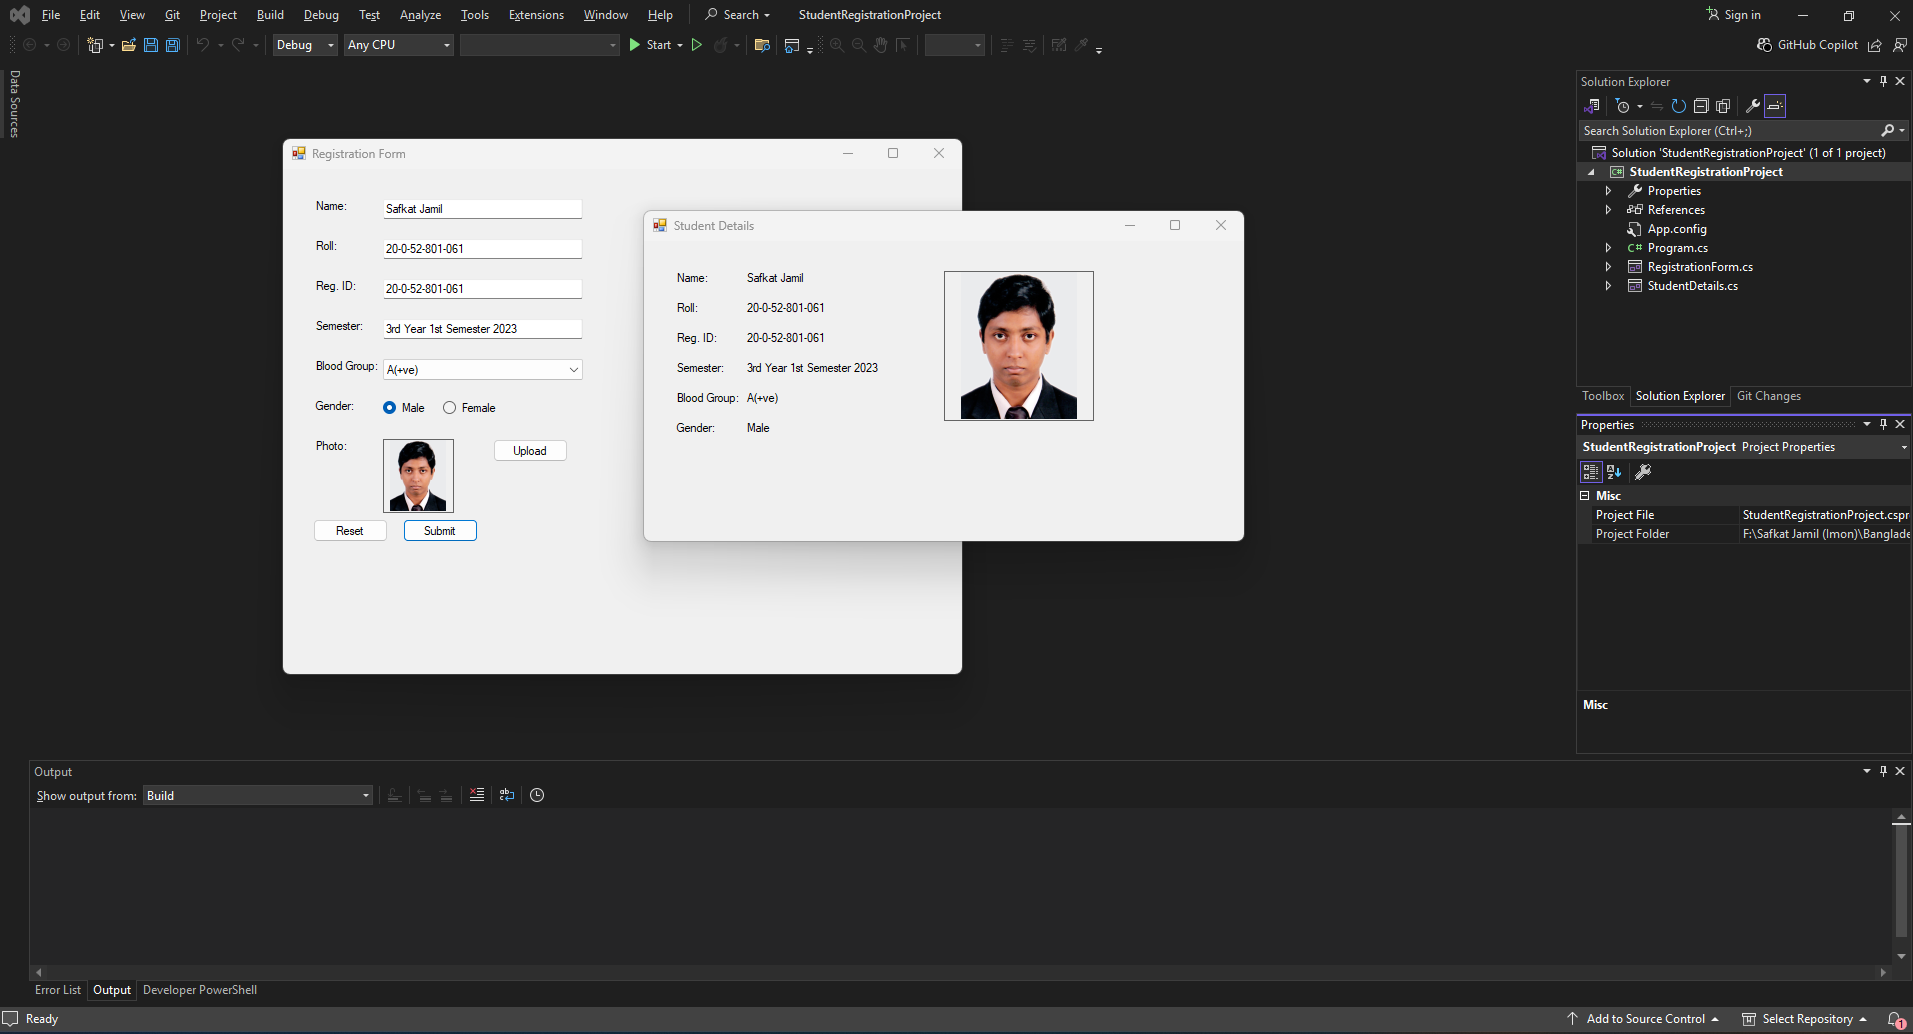 File Edit View Git Project Build Debug Test Analyze Tools Extensions Window Help Search StudentRegistrationProject Sign in
Debug Any CPU Start GitHub Copilot
Data Sources
Registration Form
Name: Safkat Jamil
Roll: 20-0-52-801-061
Reg. ID: 20-0-52-801-061
Semester: 3rd Year 1st Semester 2023
Blood Group: A(+ve)
Gender: Male Female
Photo: Upload
Reset Submit
Student Details
Name: Safkat Jamil
Roll: 20-0-52-801-061
Reg. ID: 20-0-52-801-061
Semester: 3rd Year 1st Semester 2023
Blood Group: A(+ve)
Gender: Male
Solution Explorer
Search Solution Explorer (Ctrl+;)
Solution 'StudentRegistrationProject' (1 of 1 project)
C# StudentRegistrationProject
Properties
References
App.config
C# Program.cs
RegistrationForm.cs
StudentDetails.cs
Toolbox Solution Explorer Git Changes
Properties
StudentRegistrationProject Project Properties
Misc
Project File StudentRegistrationProject.cspr
Project Folder F:\Safkat Jamil (Imon)\Banglade
Misc
Output
Show output from: Build
Error List Output Developer PowerShell
Ready Add to Source Control Select Repository 1